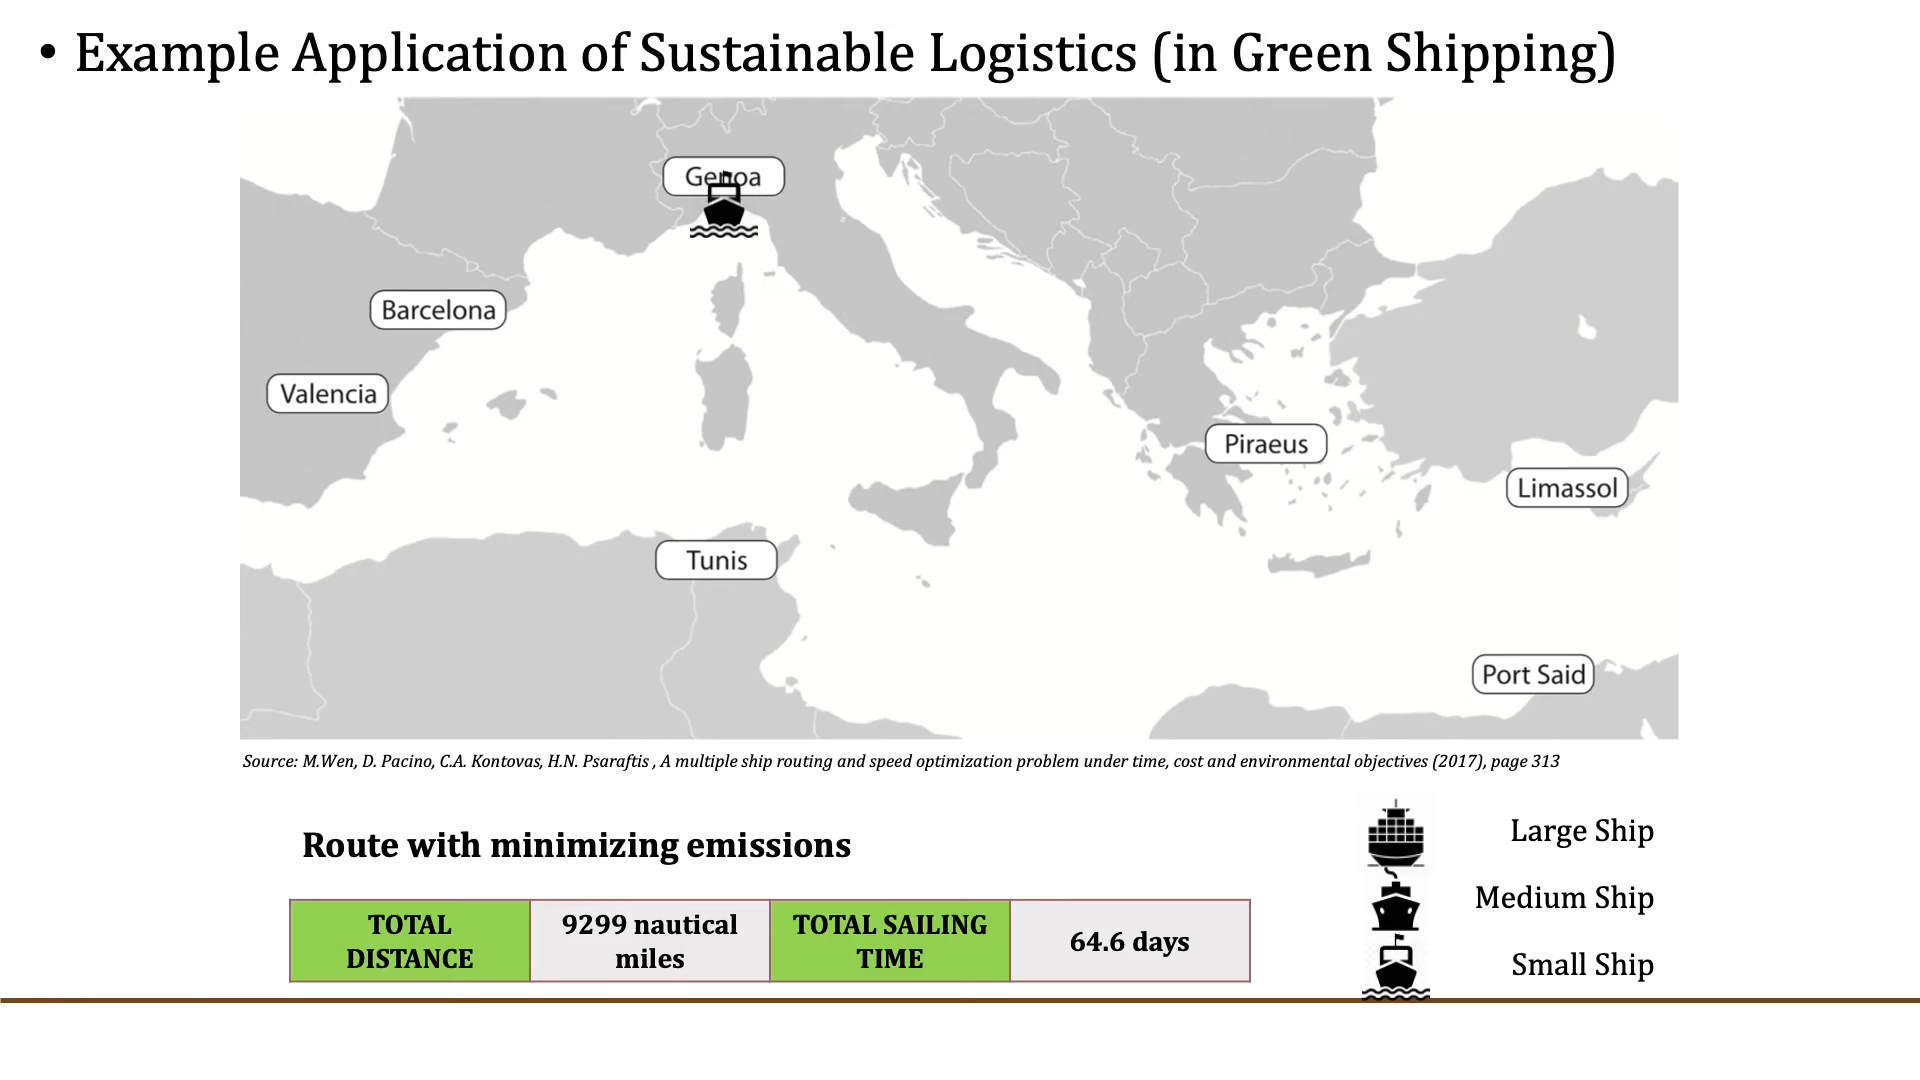 • Example Application of Sustainable Logistics (in Green Shipping)
Genoa
Barcelona
Valencia
Piraeus
Limassol
Tunis
Port Said
Source: M.Wen, D. Pacino, C.A. Kontovas, H.N. Psaraftis , A multiple ship routing and speed optimization problem under time, cost and environmental objectives (2017), page 313
Route with minimizing emissions
TOTAL
DISTANCE
9299 nautical
miles
TOTAL SAILING
TIME
64.6 days
Large Ship
Medium Ship
Small Ship